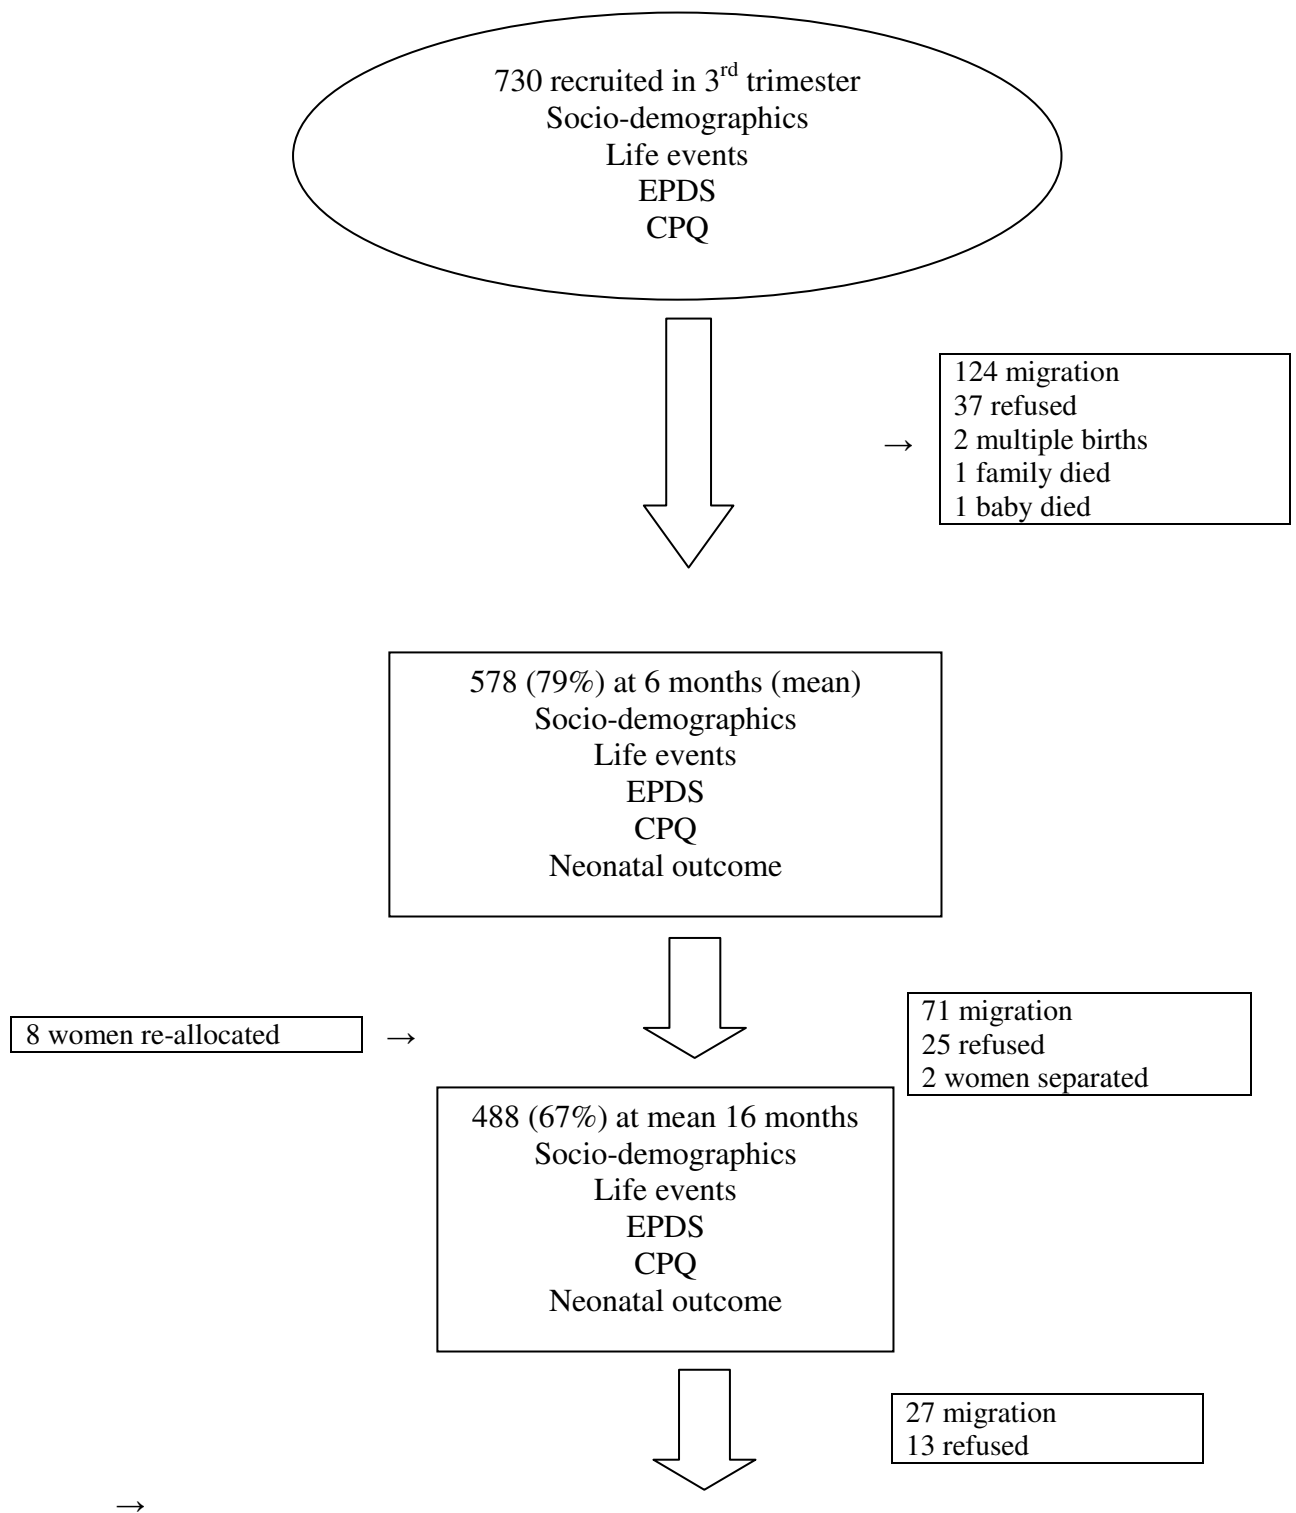 730 recruited in 3rd trimester
Socio-demographics
Life events
EPDS
CPQ
124 migration
37 refused
→
2 multiple births
1 family died
1 baby died
578 (79%) at 6 months (mean)
Socio-demographics
Life events
EPDS
CPQ
Neonatal outcome
8 women re-allocated →
71 migration
25 refused
2 women separated
488 (67%) at mean 16 months
Socio-demographics
Life events
EPDS
CPQ
Neonatal outcome
27 migration
13 refused
→